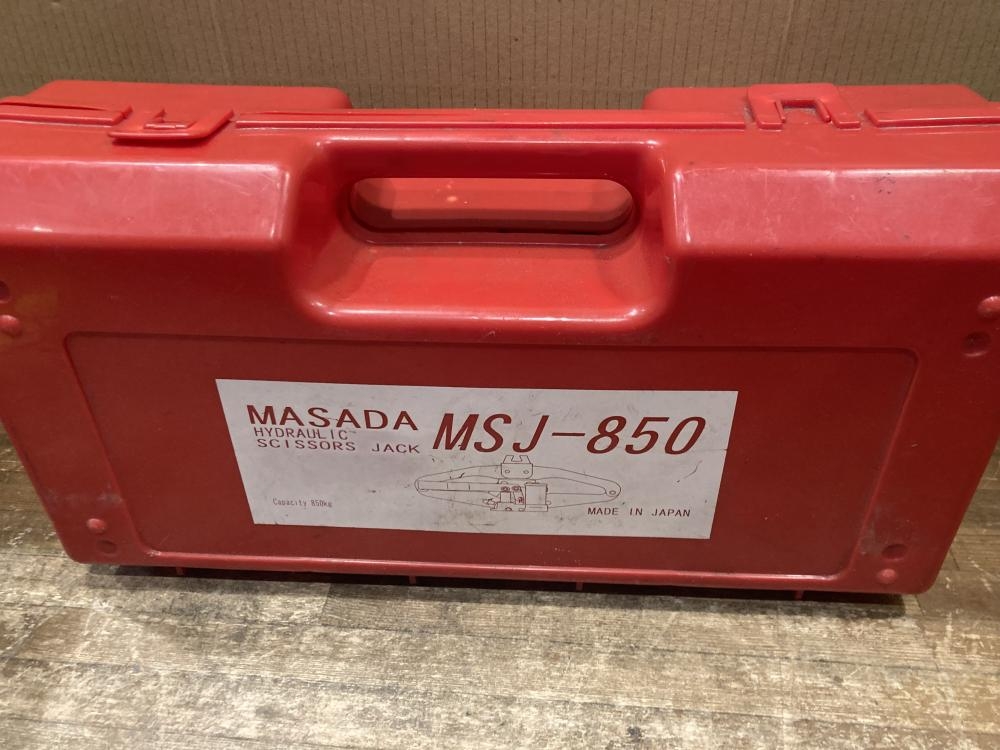 MASADA
HYDRAULIC
SCISSORS JACK
MSJ-850
Capacity 850kg
MADE IN JAPAN